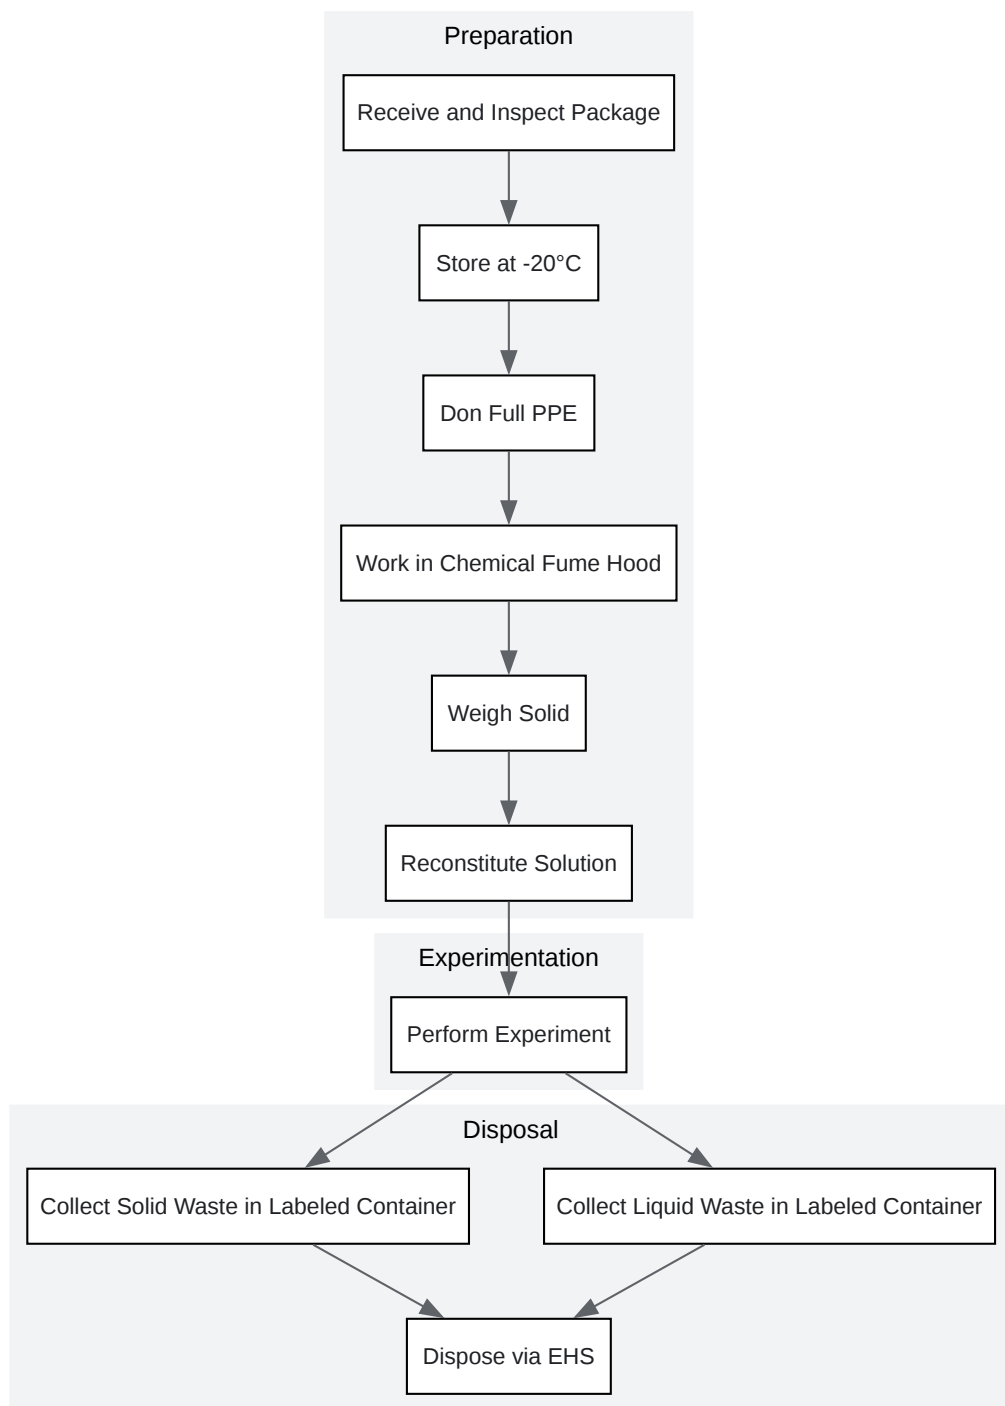 Preparation
Receive and Inspect Package
Store at -20°C
Don Full PPE
Work in Chemical Fume Hood
Weigh Solid
Reconstitute Solution
Experimentation
Perform Experiment
Disposal
Collect Solid Waste in Labeled Container
Collect Liquid Waste in Labeled Container
Dispose via EHS